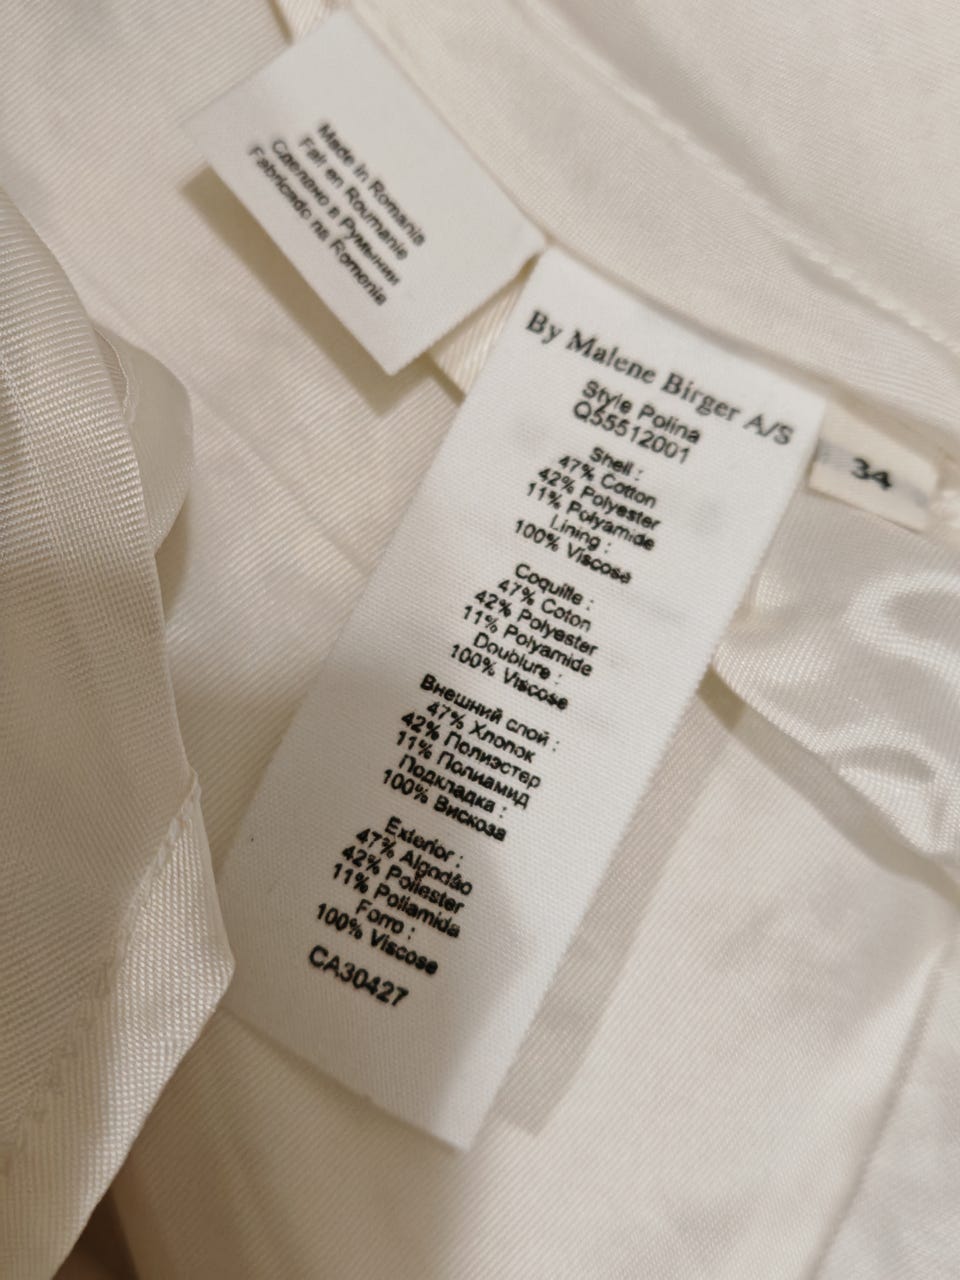 Made in Romania
Fait en Roumanie
Сделано в Румынии
Fabricado na Romenia
By Malene Birger A/S
Style Polina
Q55512001
Shell :
47% Cotton
42% Polyester
11% Polyamide
Lining :
100% Viscose
Coquille :
47% Coton
42% Polyester
11% Polyamide
Doublure :
100% Viscose
Внешний слой :
47% Хлопок
42% Полиэстер
11% Полиамид
Подкладка :
100% Вискоза
Exterior :
47% Algodão
42% Poliester
11% Poliamida
Forro :
100% Viscose
CA30427
34